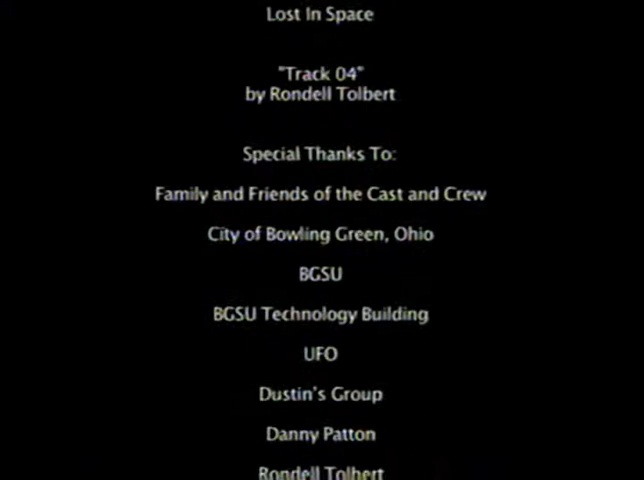 Lost In Space
"Track 04"
by Rondell Tolbert
Special Thanks To:
Family and Friends of the Cast and Crew
City of Bowling Green, Ohio
BGSU
BGSU Technology Building
UFO
Dustin's Group
Danny Patton
Rondell Tolbert